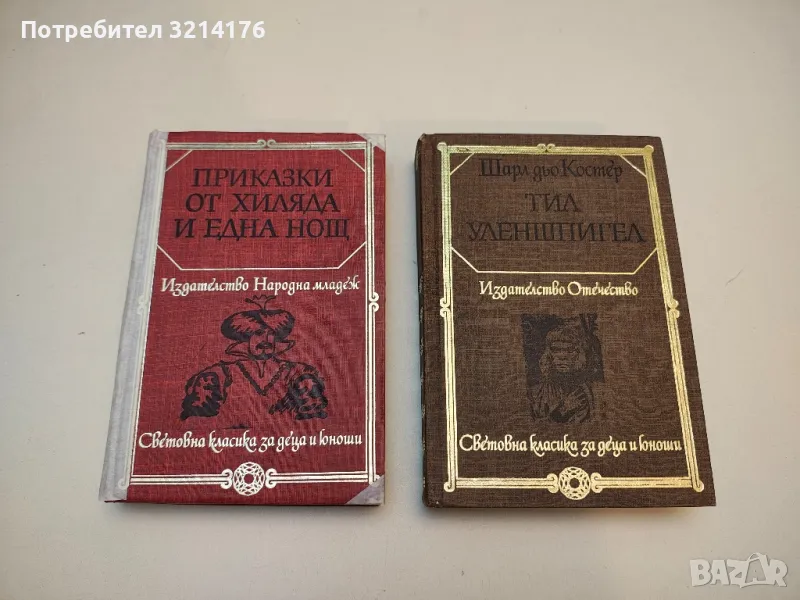 Потребител 3214176
ПРИКАЗКИ
ОТ ХИЛЯДА
И ЕДНА НОЩ
Издателство Народна младеж
Световна класика за деца и юноши
Шарл дьо Костер
ТИЛ
УЛЕНШПИГЕЛ
Издателство Отечество
Световна класика за деца и юноши
BAZAR